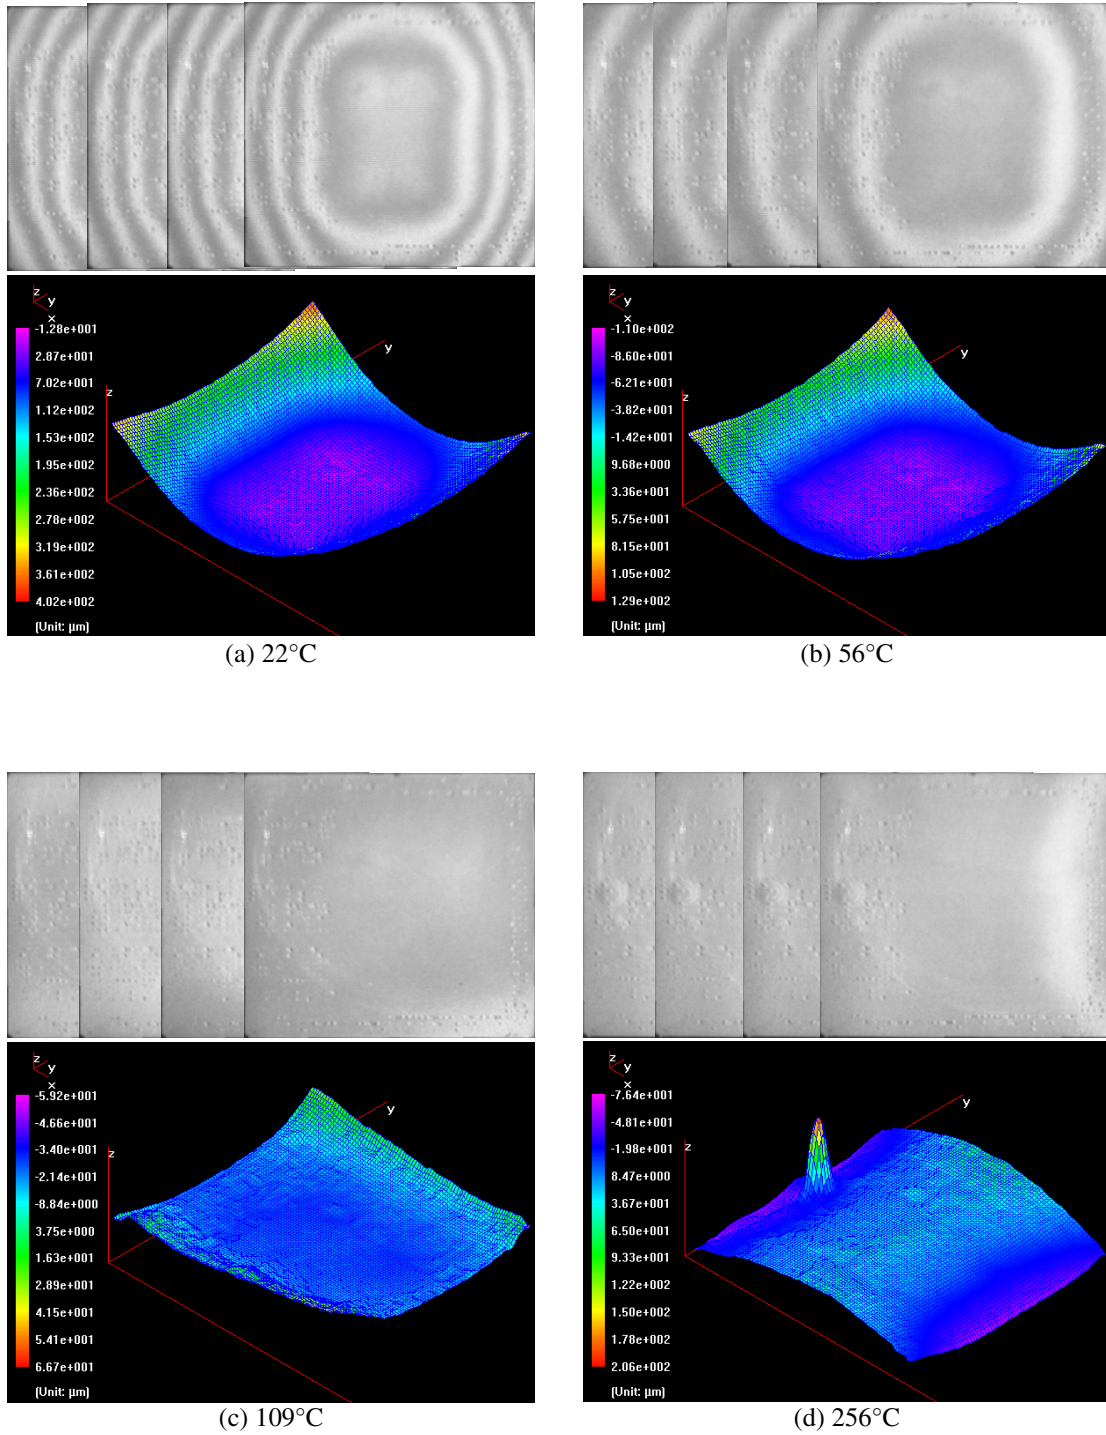 z
y
x
-1.28e+001
2.87e+001
7.02e+001
1.12e+002
1.53e+002
1.95e+002
2.36e+002
2.78e+002
3.19e+002
3.61e+002
4.02e+002
(Unit: µm)
z
y
(a) 22°C
z
y
x
-1.10e+002
-8.60e+001
-6.21e+001
-3.82e+001
-1.42e+001
9.68e+000
3.36e+001
5.75e+001
8.15e+001
1.05e+002
1.29e+002
(Unit: µm)
z
y
(b) 56°C
z
y
x
-5.92e+001
-4.66e+001
-3.40e+001
-2.14e+001
-8.84e+000
3.75e+000
1.63e+001
2.89e+001
4.15e+001
5.41e+001
6.67e+001
(Unit: µm)
z
y
(c) 109°C
z
y
x
-7.64e+001
-4.81e+001
-1.98e+001
8.47e+000
3.67e+001
6.50e+001
9.33e+001
1.22e+002
1.50e+002
1.78e+002
2.06e+002
(Unit: µm)
z
y
(d) 256°C